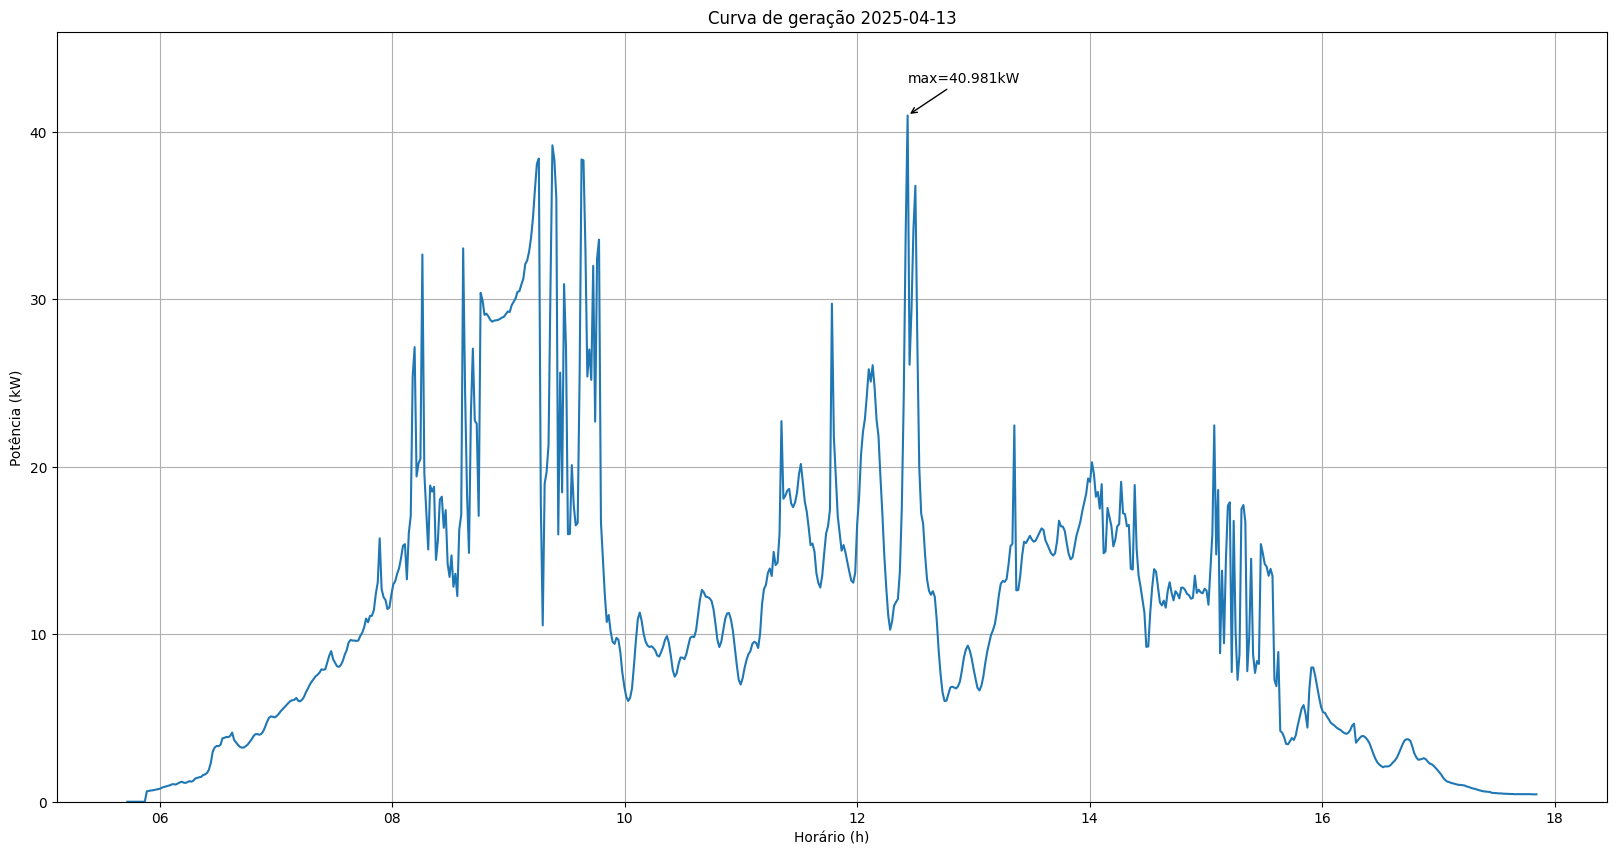 Curva de geração 2025-04-13
max=40.981kW
Potência (kW)
40
30
20
10
0
06 08 10 12 14 16 18
Horário (h)